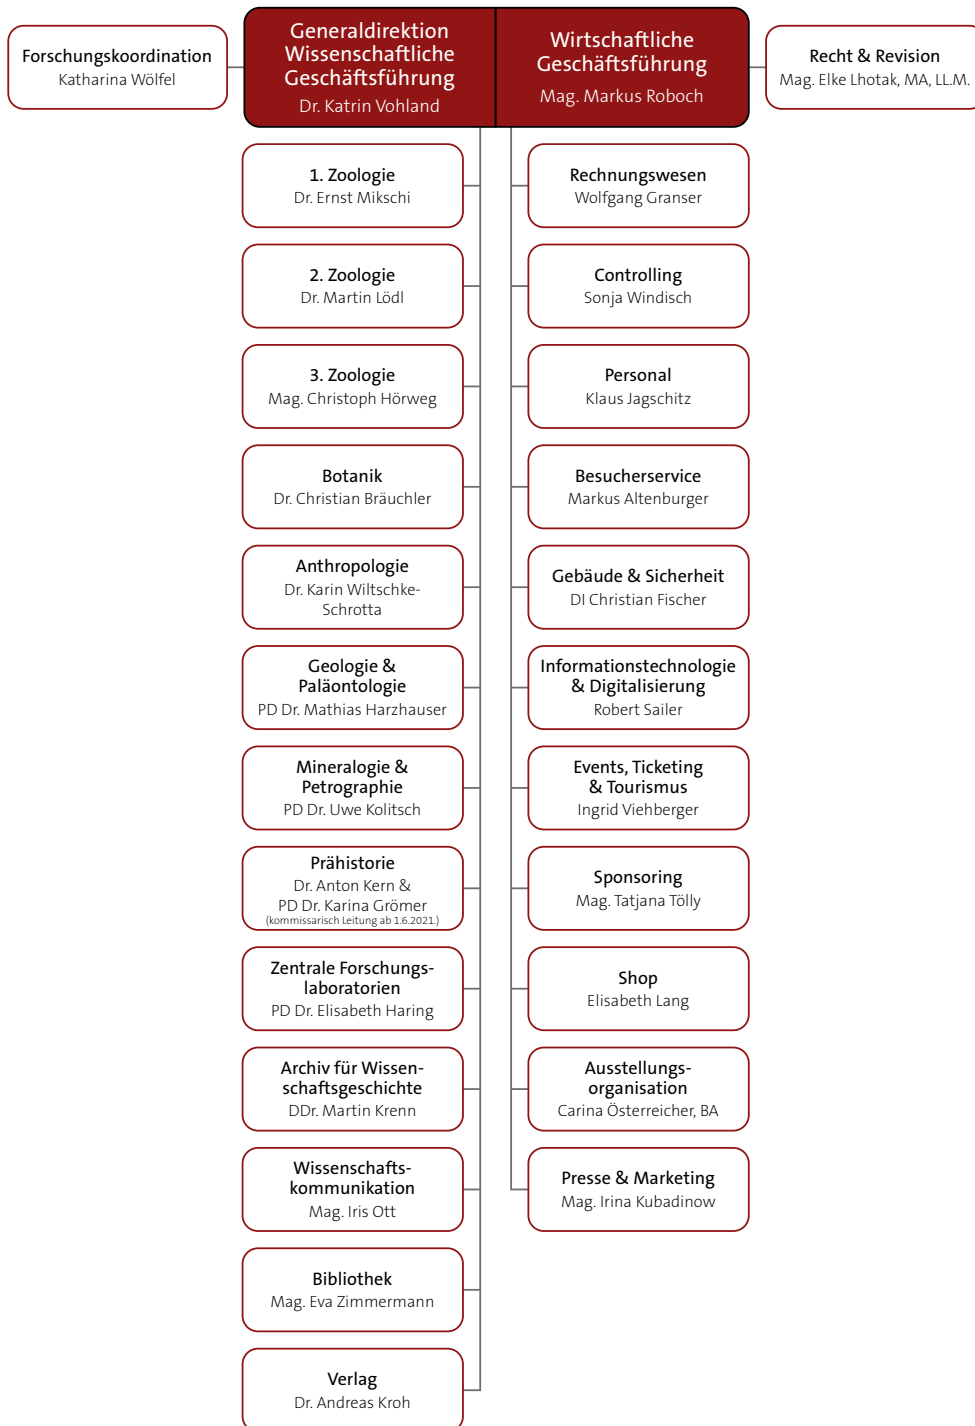 Forschungskoordination
Katharina Wölfel
Generaldirektion
Wissenschaftliche
Geschäftsführung
Dr. Katrin Vohland
Wirtschaftliche
Geschäftsführung
Mag. Markus Roboch
Recht & Revision
Mag. Elke Lhotak, MA, LL.M.
1. Zoologie
Dr. Ernst Mikschi
2. Zoologie
Dr. Martin Lödl
3. Zoologie
Mag. Christoph Hörweg
Botanik
Dr. Christian Bräuchler
Anthropologie
Dr. Karin Wiltschke-
Schrotta
Geologie &
Paläontologie
PD Dr. Mathias Harzhauser
Mineralogie &
Petrographie
PD Dr. Uwe Kolitsch
Prähistorie
Dr. Anton Kern &
PD Dr. Karina Grömer
(kommissarisch Leitung ab 1.6.2021.)
Zentrale Forschungs-
laboratorien
PD Dr. Elisabeth Haring
Archiv für Wissen-
schaftsgeschichte
DDr. Martin Krenn
Wissenschafts-
kommunikation
Mag. Iris Ott
Bibliothek
Mag. Eva Zimmermann
Verlag
Dr. Andreas Kroh
Rechnungswesen
Wolfgang Granser
Controlling
Sonja Windisch
Personal
Klaus Jagschitz
Besucherservice
Markus Altenburger
Gebäude & Sicherheit
DI Christian Fischer
Informationstechnologie
& Digitalisierung
Robert Sailer
Events, Ticketing
& Tourismus
Ingrid Viehberger
Sponsoring
Mag. Tatjana Tölly
Shop
Elisabeth Lang
Ausstellungs-
organisation
Carina Österreicher, BA
Presse & Marketing
Mag. Irina Kubadinow